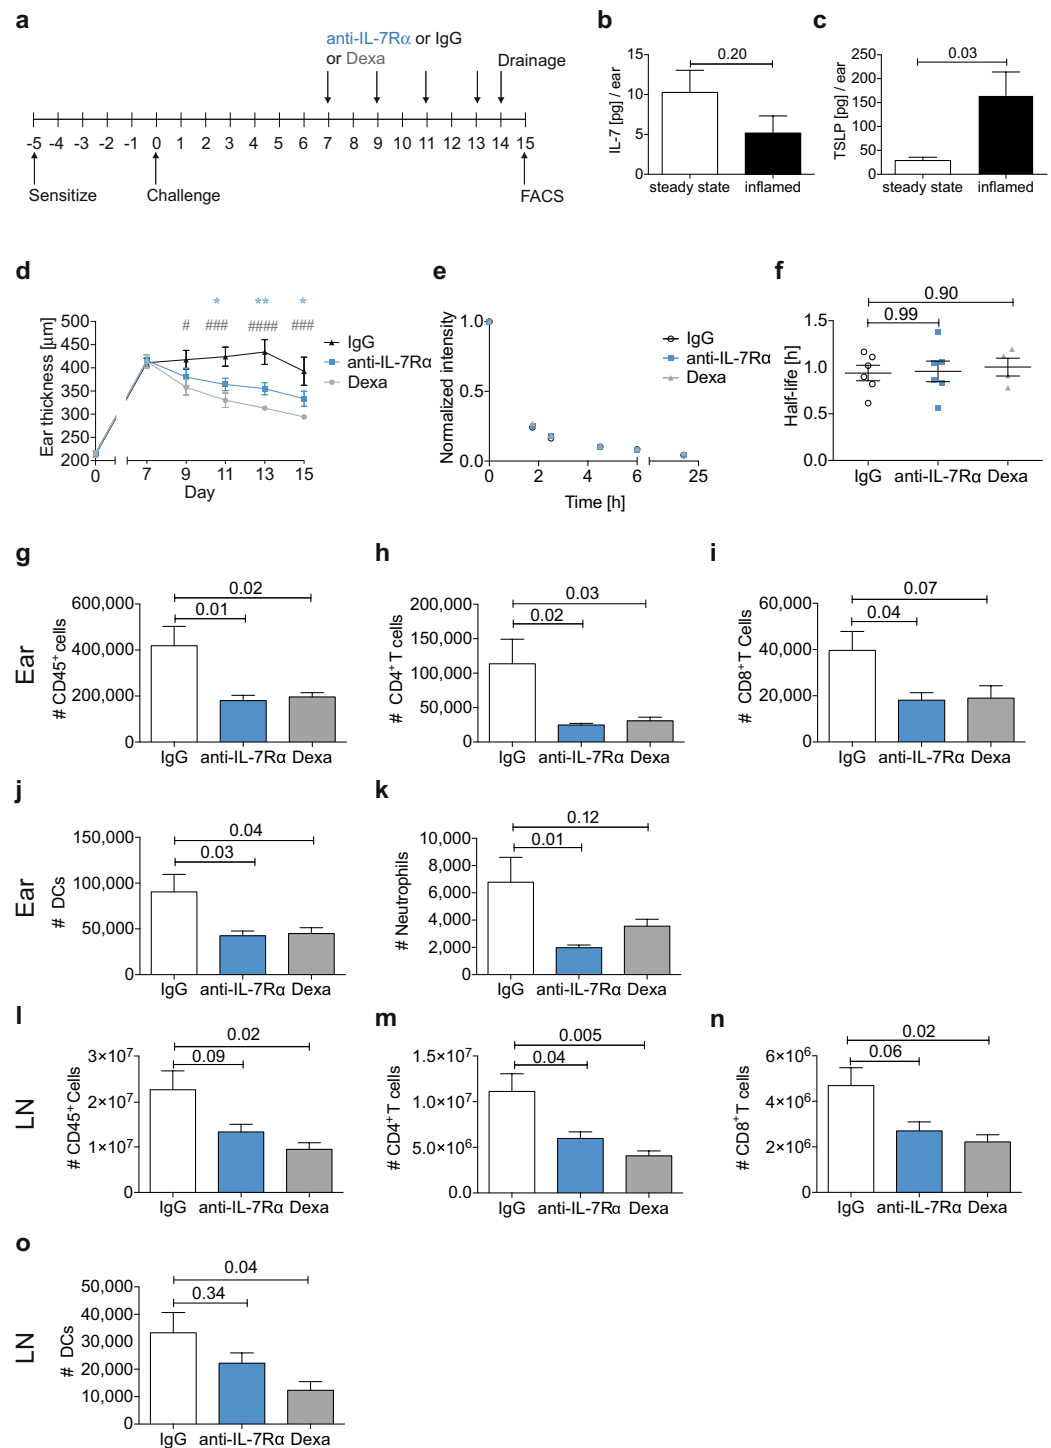 a
anti-IL-7Rα or IgG
or Dexa
Drainage
-5 -4 -3 -2 -1 0 1 2 3 4 5 6 7 8 9 10 11 12 13 14 15
Sensitize
Challenge
FACS
b
0.20
15
10
5
0
IL-7 [pg] / ear
steady state
inflamed
c
0.03
250
200
150
100
50
0
TSLP [pg] / ear
steady state
inflamed
d
* ** *
# ### #### ###
500
450
400
350
300
250
200
Ear thickness [µm]
IgG
anti-IL-7Rα
Dexa
0 7 9 11 13 15
Day
e
1.0
0.5
0.0
Normalized intensity
IgG
anti-IL-7Rα
Dexa
0 2 4 6 25
Time [h]
f
0.90
0.99
1.5
1.0
0.5
0.0
Half-life [h]
IgG anti-IL-7Rα Dexa
Ear
g
0.02
0.01
600,000
400,000
200,000
0
# CD45⁺ cells
IgG anti-IL-7Rα Dexa
h
0.03
0.02
200,000
150,000
100,000
50,000
0
# CD4⁺T cells
IgG anti-IL-7Rα Dexa
i
0.07
0.04
60,000
40,000
20,000
0
# CD8⁺T Cells
IgG anti-IL-7Rα Dexa
Ear
j
0.04
0.03
150,000
100,000
50,000
0
# DCs
IgG anti-IL-7Rα Dexa
k
0.12
0.01
10,000
8,000
6,000
4,000
2,000
0
# Neutrophils
IgG anti-IL-7Rα Dexa
LN
l
0.02
0.09
3×10⁷
2×10⁷
1×10⁷
0
# CD45⁺Cells
IgG anti-IL-7Rα Dexa
m
0.005
0.04
1.5×10⁷
1.0×10⁷
5.0×10⁶
0.0
# CD4⁺T cells
IgG anti-IL-7Rα Dexa
n
0.02
0.06
6×10⁶
4×10⁶
2×10⁶
0
# CD8⁺T cells
IgG anti-IL-7Rα Dexa
LN
o
0.04
0.34
50,000
40,000
30,000
20,000
10,000
0
# DCs
IgG anti-IL-7Rα Dexa